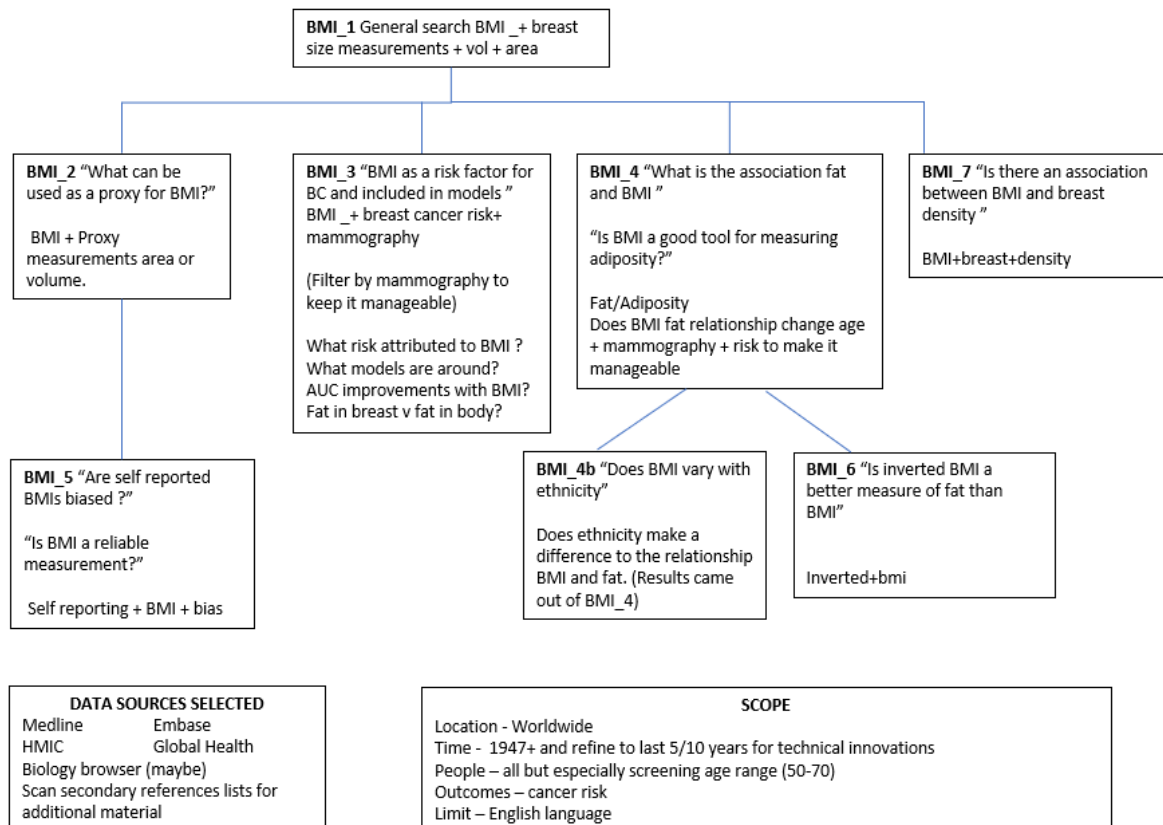 BMI_1 General search BMI _+ breast
size measurements + vol + area
BMI_2 “What can be
used as a proxy for BMI?”
BMI + Proxy
measurements area or
volume.
BMI_3 “BMI as a risk factor for
BC and included in models ”
BMI _+ breast cancer risk+
mammography
(Filter by mammography to
keep it manageable)
What risk attributed to BMI ?
What models are around?
AUC improvements with BMI?
Fat in breast v fat in body?
BMI_4 “What is the association fat
and BMI ”
“Is BMI a good tool for measuring
adiposity?”
Fat/Adiposity
Does BMI fat relationship change age
+ mammography + risk to make it
manageable
BMI_7 “Is there an association
between BMI and breast
density ”
BMI+breast+density
BMI_5 “Are self reported
BMIs biased ?”
“Is BMI a reliable
measurement?”
Self reporting + BMI + bias
BMI_4b “Does BMI vary with
ethnicity”
Does ethnicity make a
difference to the relationship
BMI and fat. (Results came
out of BMI_4)
BMI_6 “Is inverted BMI a
better measure of fat than
BMI”
Inverted+bmi
DATA SOURCES SELECTED
Medline Embase
HMIC Global Health
Biology browser (maybe)
Scan secondary references lists for
additional material
SCOPE
Location - Worldwide
Time - 1947+ and refine to last 5/10 years for technical innovations
People – all but especially screening age range (50-70)
Outcomes – cancer risk
Limit – English language